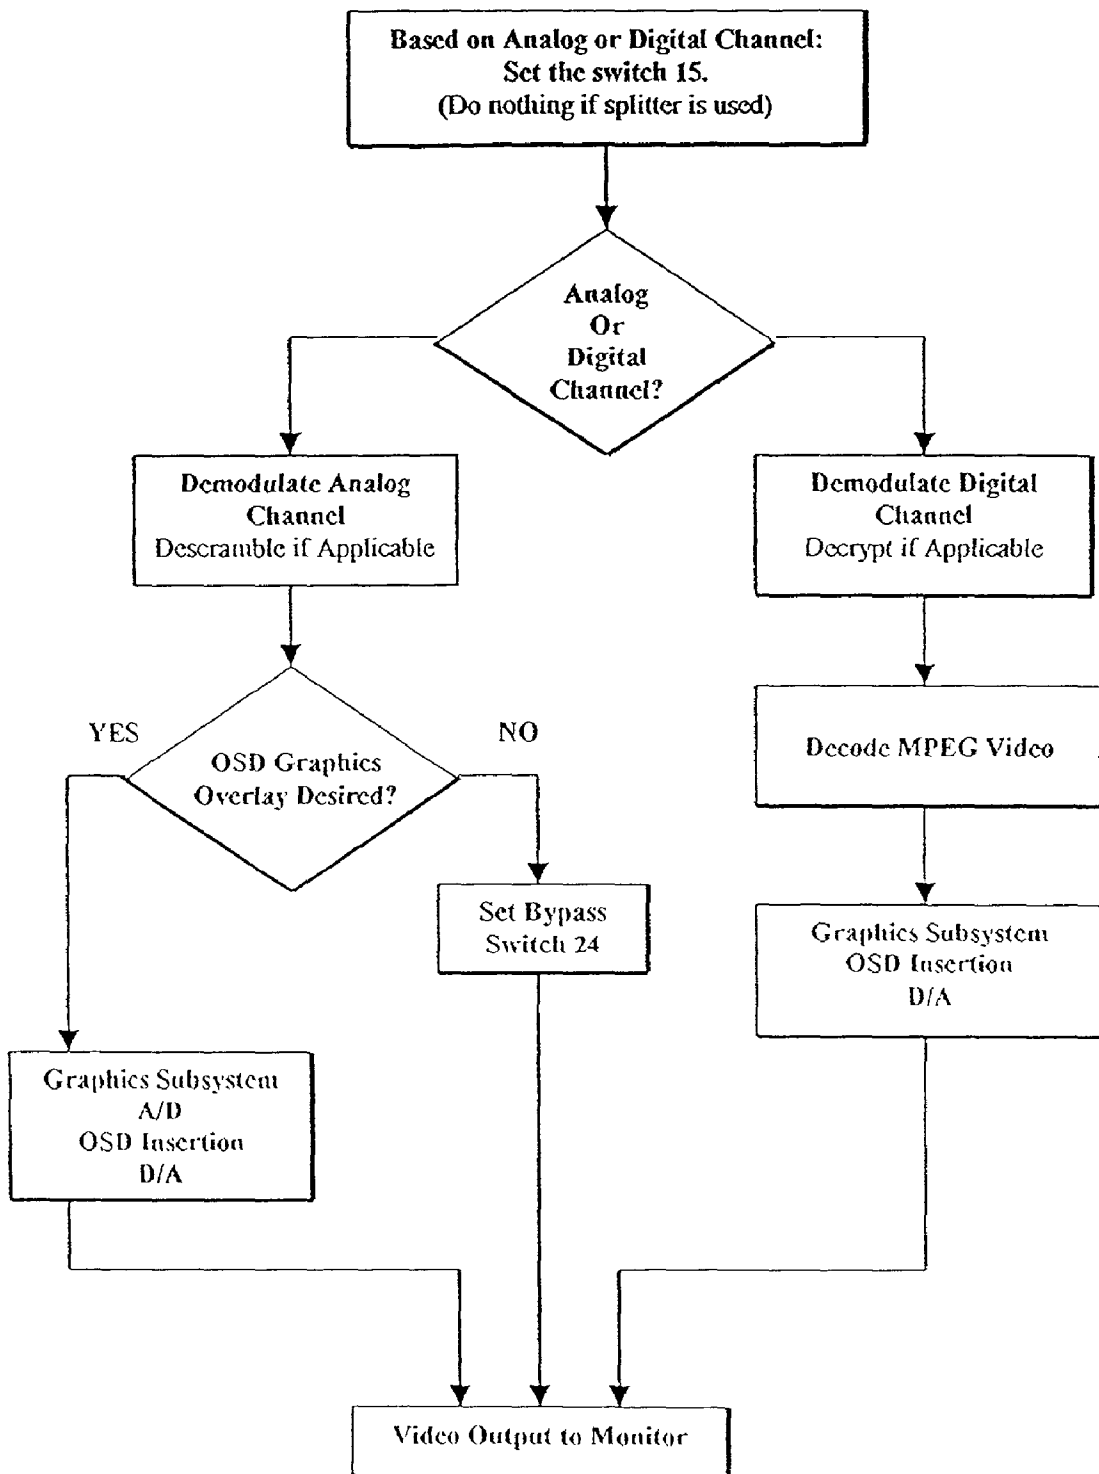 Based on Analog or Digital Channel:
Set the switch 15.
(Do nothing if splitter is used)
Analog
Or
Digital
Channel?
Demodulate Analog
Channel
Descramble if Applicable
Demodulate Digital
Channel
Decrypt if Applicable
YES
NO
OSD Graphics
Overlay Desired?
Decode MPEG Video
Set Bypass
Switch 24
Graphics Subsystem
OSD Insertion
D/A
Graphics Subsystem
A/D
OSD Insertion
D/A
Video Output to Monitor